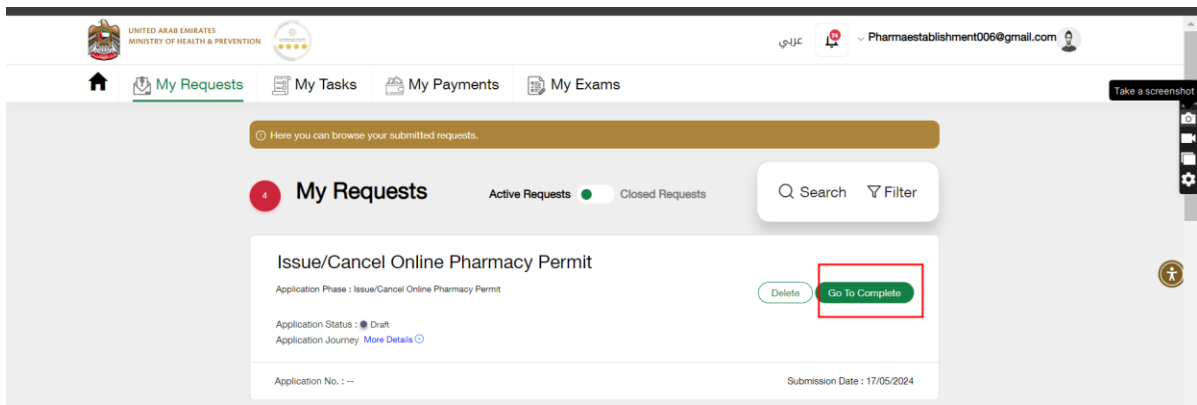 UNITED ARAB EMIRATES
MINISTRY OF HEALTH & PREVENTION
عربي
74
Pharmaestablishment006@gmail.com
My Requests
My Tasks
My Payments
My Exams
Take a screenshot
Here you can browse your submitted requests.
4
My Requests
Active Requests
Closed Requests
Search
Filter
Issue/Cancel Online Pharmacy Permit
Application Phase : Issue/Cancel Online Pharmacy Permit
Delete
Go To Complete
Application Status : Draft
Application Journey More Details
Application No. : --
Submission Date : 17/05/2024